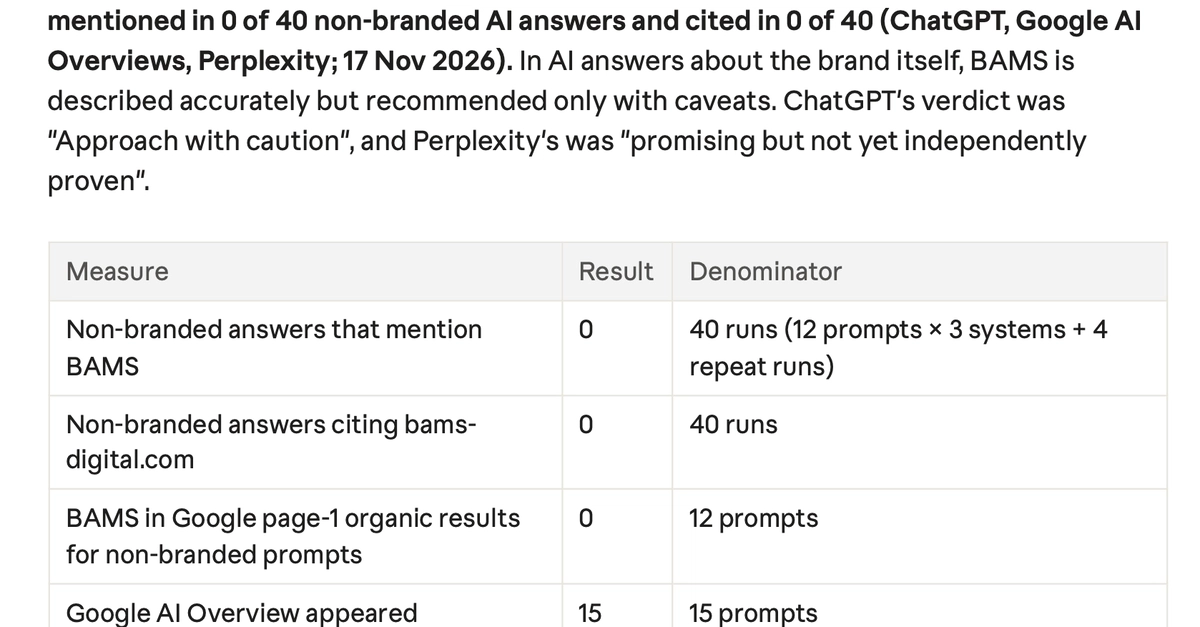 mentioned in 0 of 40 non-branded AI answers and cited in 0 of 40 (ChatGPT, Google AI
Overviews, Perplexity; 17 Nov 2026). In AI answers about the brand itself, BAMS is
described accurately but recommended only with caveats. ChatGPT's verdict was
"Approach with caution", and Perplexity's was "promising but not yet independently
proven".
Measure Result Denominator
Non-branded answers that mention 0 40 runs (12 prompts × 3 systems + 4
BAMS repeat runs)
Non-branded answers citing bams- 0 40 runs
digital.com
BAMS in Google page-1 organic results 0 12 prompts
for non-branded prompts
Google AI Overview appeared 15 15 prompts